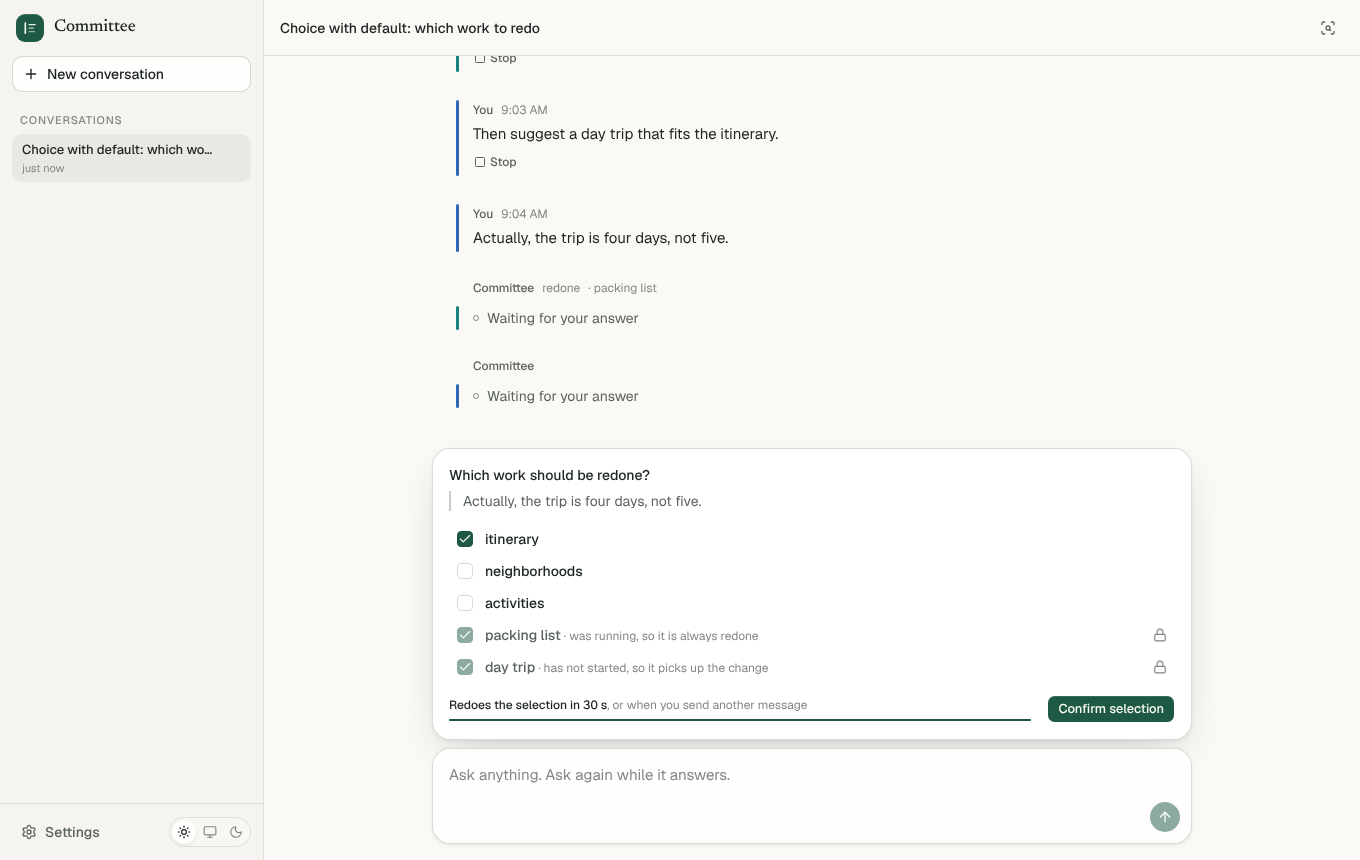 Committee
New conversation
CONVERSATIONS
Choice with default: which wo...
just now
Settings
Choice with default: which work to redo
Stop
You 9:03 AM
Then suggest a day trip that fits the itinerary.
Stop
You 9:04 AM
Actually, the trip is four days, not five.
Committee redone · packing list
Waiting for your answer
Committee
Waiting for your answer
Which work should be redone?
Actually, the trip is four days, not five.
itinerary
neighborhoods
activities
packing list · was running, so it is always redone
day trip · has not started, so it picks up the change
Redoes the selection in 30 s, or when you send another message
Confirm selection
Ask anything. Ask again while it answers.